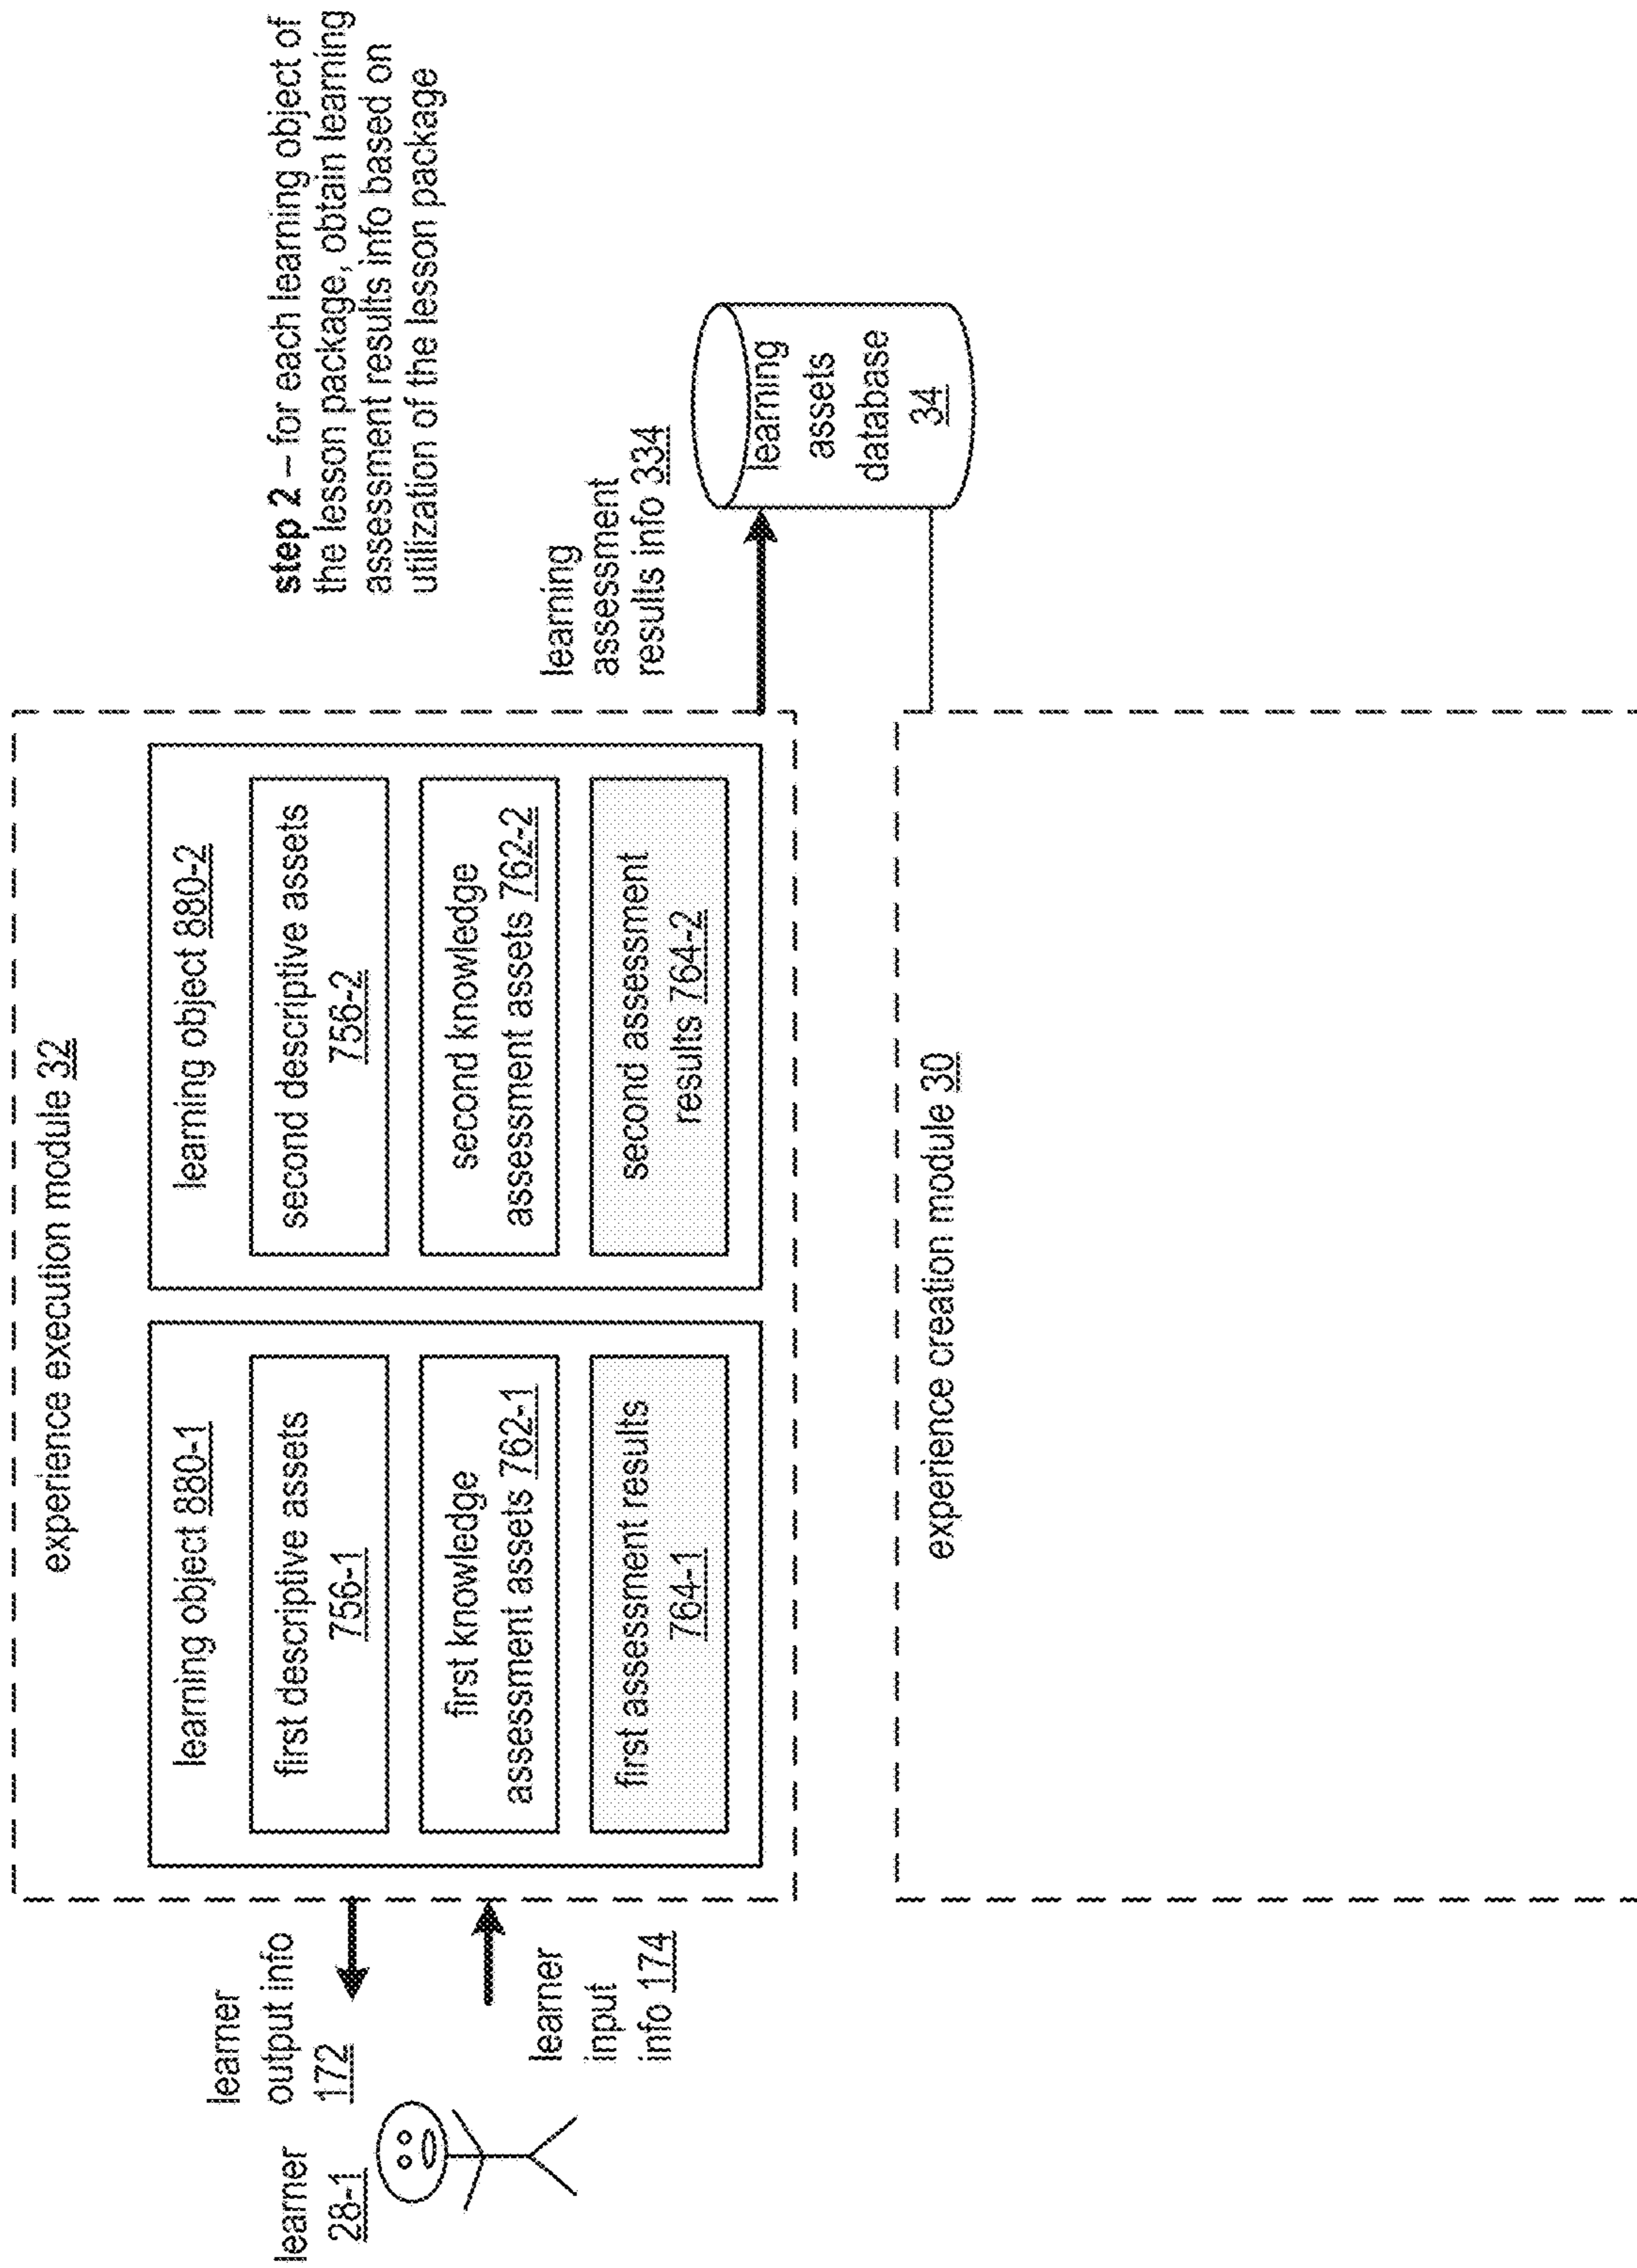 experience execution module 32
learner
28-1
learner
output info
172
learner
input
info 174
learning object 880-1
first descriptive assets
756-1
first knowledge
assessment assets 762-1
first assessment results
764-1
learning object 880-2
second descriptive assets
756-2
second knowledge
assessment assets 762-2
second assessment
results 764-2
step 2 – for each learning object of
the lesson package, obtain learning
assessment results info based on
utilization of the lesson package
learning
assessment
results info 334
learning
assets
database
34
experience creation module 30